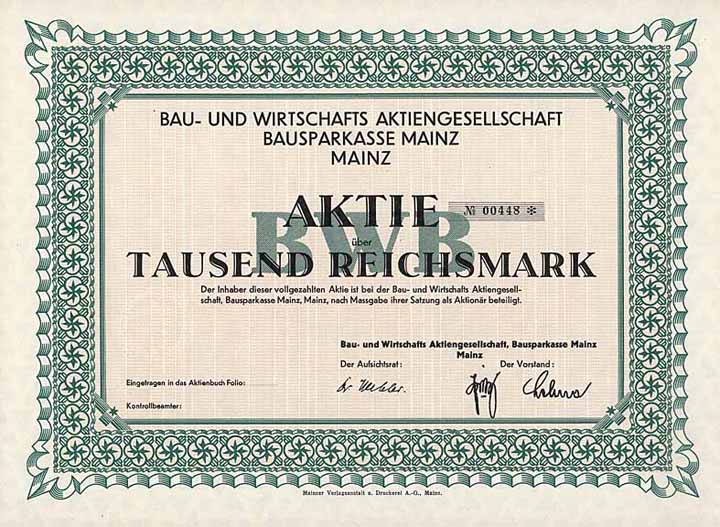 BAU- UND WIRTSCHAFTS AKTIENGESELLSCHAFT
BAUSPARKASSE MAINZ
MAINZ
AKTIE № 00448 *
BWB
über
TAUSEND REICHSMARK
Der Inhaber dieser vollgezahlten Aktie ist bei der Bau- und Wirtschafts Aktiengesell-
schaft, Bausparkasse Mainz, Mainz, nach Massgabe ihrer Satzung als Aktionär beteiligt.
Bau- und Wirtschafts Aktiengesellschaft, Bausparkasse Mainz
Mainz
Der Aufsichtsrat: Der Vorstand:
Eingetragen in das Aktienbuch Folio:
Kontrollbeamter:
Mainzer Verlagsanstalt u. Druckerei A.-G., Mainz.